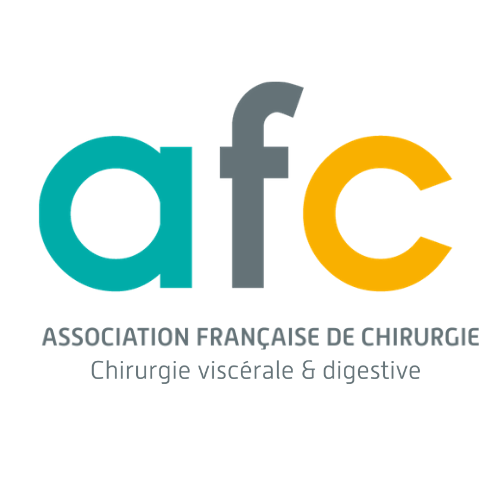 afc
ASSOCIATION FRANÇAISE DE CHIRURGIE
Chirurgie viscérale & digestive